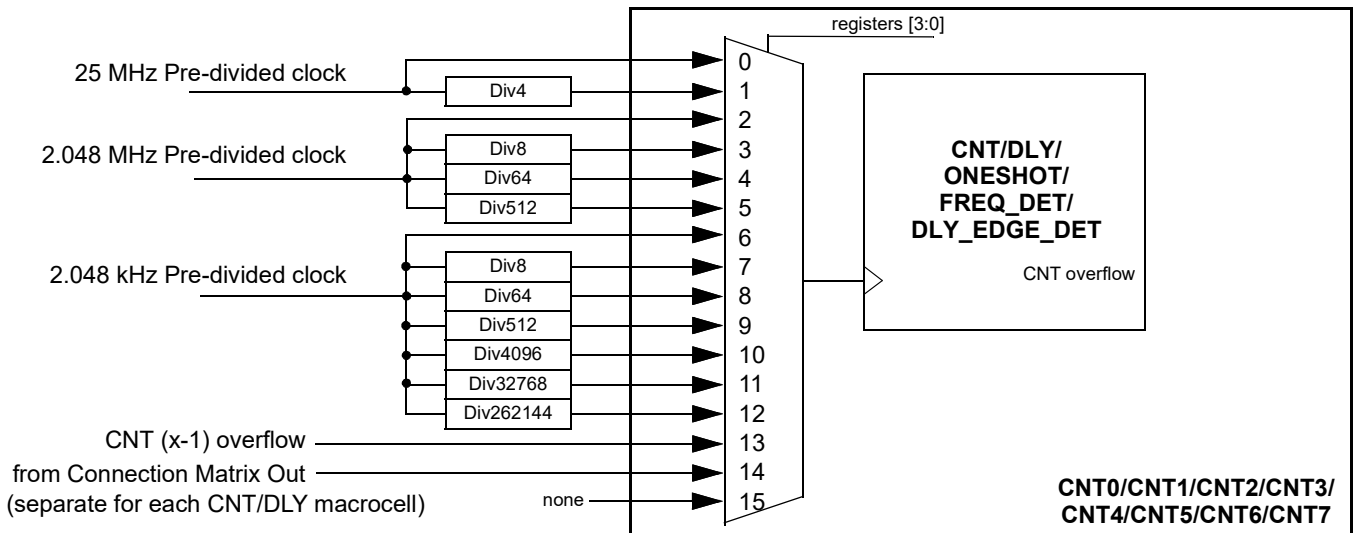 registers [3:0]
25 MHz Pre-divided clock
Div4
2.048 MHz Pre-divided clock
Div8
Div64
Div512
2.048 kHz Pre-divided clock
Div8
Div64
Div512
Div4096
Div32768
Div262144
CNT (x-1) overflow
from Connection Matrix Out
(separate for each CNT/DLY macrocell)
none
0
1
2
3
4
5
6
7
8
9
10
11
12
13
14
15
CNT/DLY/
ONESHOT/
FREQ_DET/
DLY_EDGE_DET
CNT overflow
CNT0/CNT1/CNT2/CNT3/
CNT4/CNT5/CNT6/CNT7